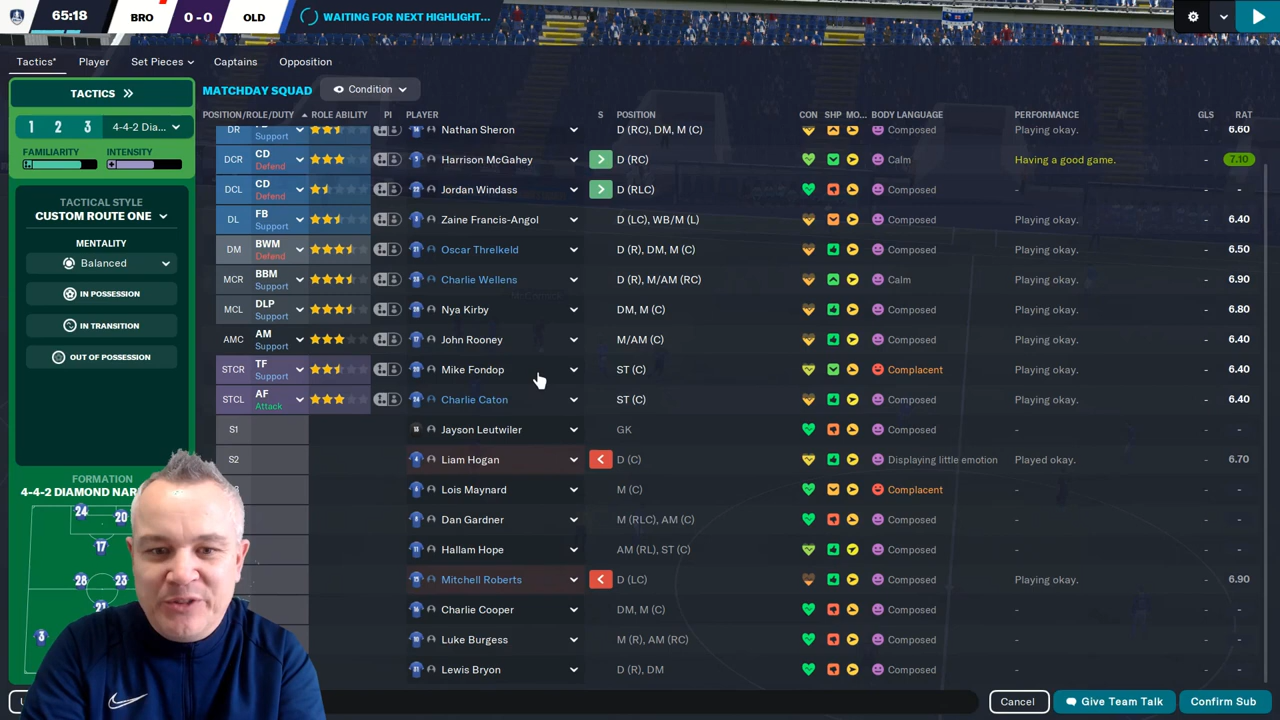 65:18 BRO 0 - 0 OLD WAITING FOR NEXT HIGHLIGHT...
Tactics* Player Set Pieces Captains Opposition
TACTICS
MATCHDAY SQUAD Condition
POSITION/ROLE/DUTY ROLE ABILITY PI PLAYER S POSITION CON SHP MO... BODY LANGUAGE PERFORMANCE GLS RAT
1 2 3 4-4-2 Dia...
FAMILIARITY INTENSITY
TACTICAL STYLE
CUSTOM ROUTE ONE
MENTALITY
Balanced
IN POSSESSION
IN TRANSITION
OUT OF POSSESSION
FORMATION
4-4-2 DIAMOND NAR
24 20
17
28 23
21
3
DR Support Nathan Sheron D (RC), DM, M (C) Composed Playing okay. - 6.60
DCR CD Defend Harrison McGahey D (RC) Calm Having a good game. - 7.10
DCL CD Defend Jordan Windass D (RLC) Composed - - -
DL FB Support Zaine Francis-Angol D (LC), WB/M (L) Composed Playing okay. - 6.40
DM BWM Defend Oscar Threlkeld D (R), DM, M (C) Composed Playing okay. - 6.50
MCR BBM Support Charlie Wellens D (R), M/AM (RC) Calm Playing okay. - 6.90
MCL DLP Support Nya Kirby DM, M (C) Composed Playing okay. - 6.80
AMC AM Support John Rooney M/AM (C) Composed Playing okay. - 6.40
STCR TF Support Mike Fondop ST (C) Complacent Playing okay. - 6.40
STCL AF Attack Charlie Caton ST (C) Composed Playing okay. - 6.40
S1 Jayson Leutwiler GK Composed - - -
S2 Liam Hogan D (C) Displaying little emotion Played okay. - 6.70
Lois Maynard M (C) Complacent - - -
Dan Gardner M (RLC), AM (C) Composed - - -
Hallam Hope AM (RL), ST (C) Composed - - -
Mitchell Roberts D (LC) Composed Playing okay. - 6.90
Charlie Cooper DM, M (C) Composed - - -
Luke Burgess M (R), AM (RC) Composed - - -
Lewis Bryon D (R), DM Composed - - -
Cancel Give Team Talk Confirm Sub